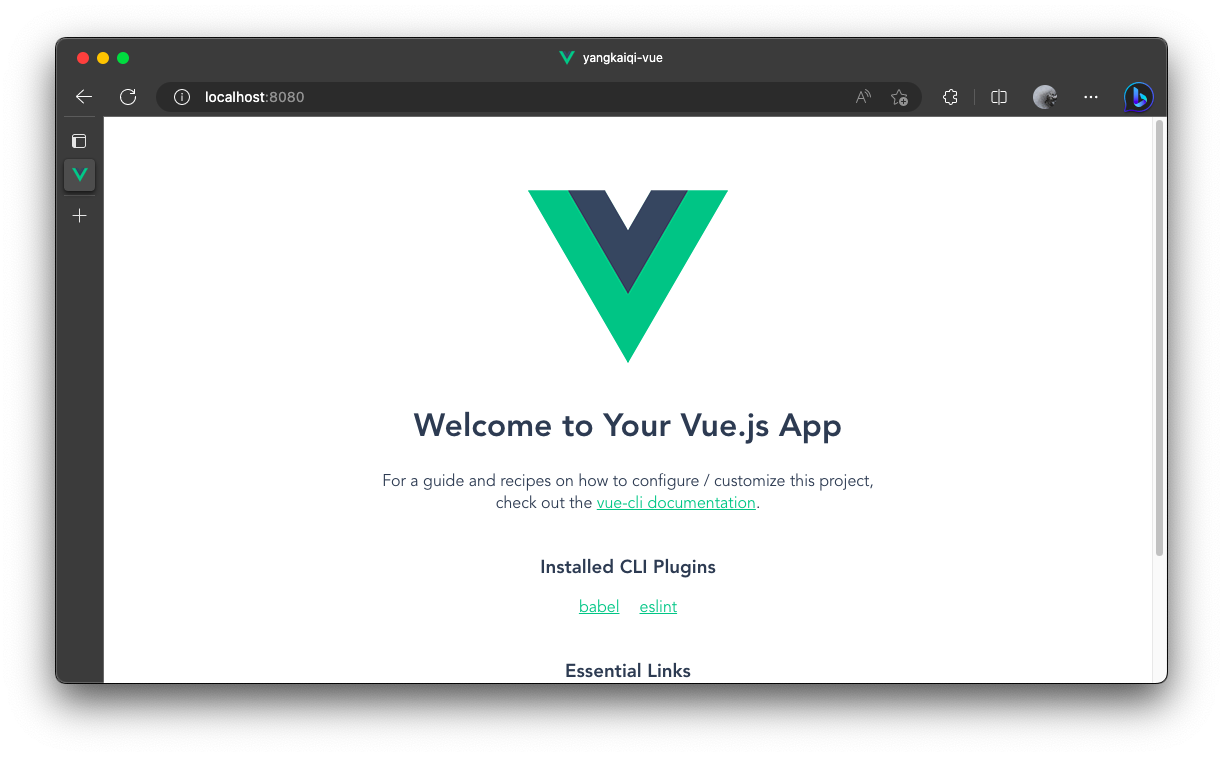 yangkaiqi-vue
localhost:8080
Welcome to Your Vue.js App
For a guide and recipes on how to configure / customize this project,
check out the vue-cli documentation.
Installed CLI Plugins
babel eslint
Essential Links